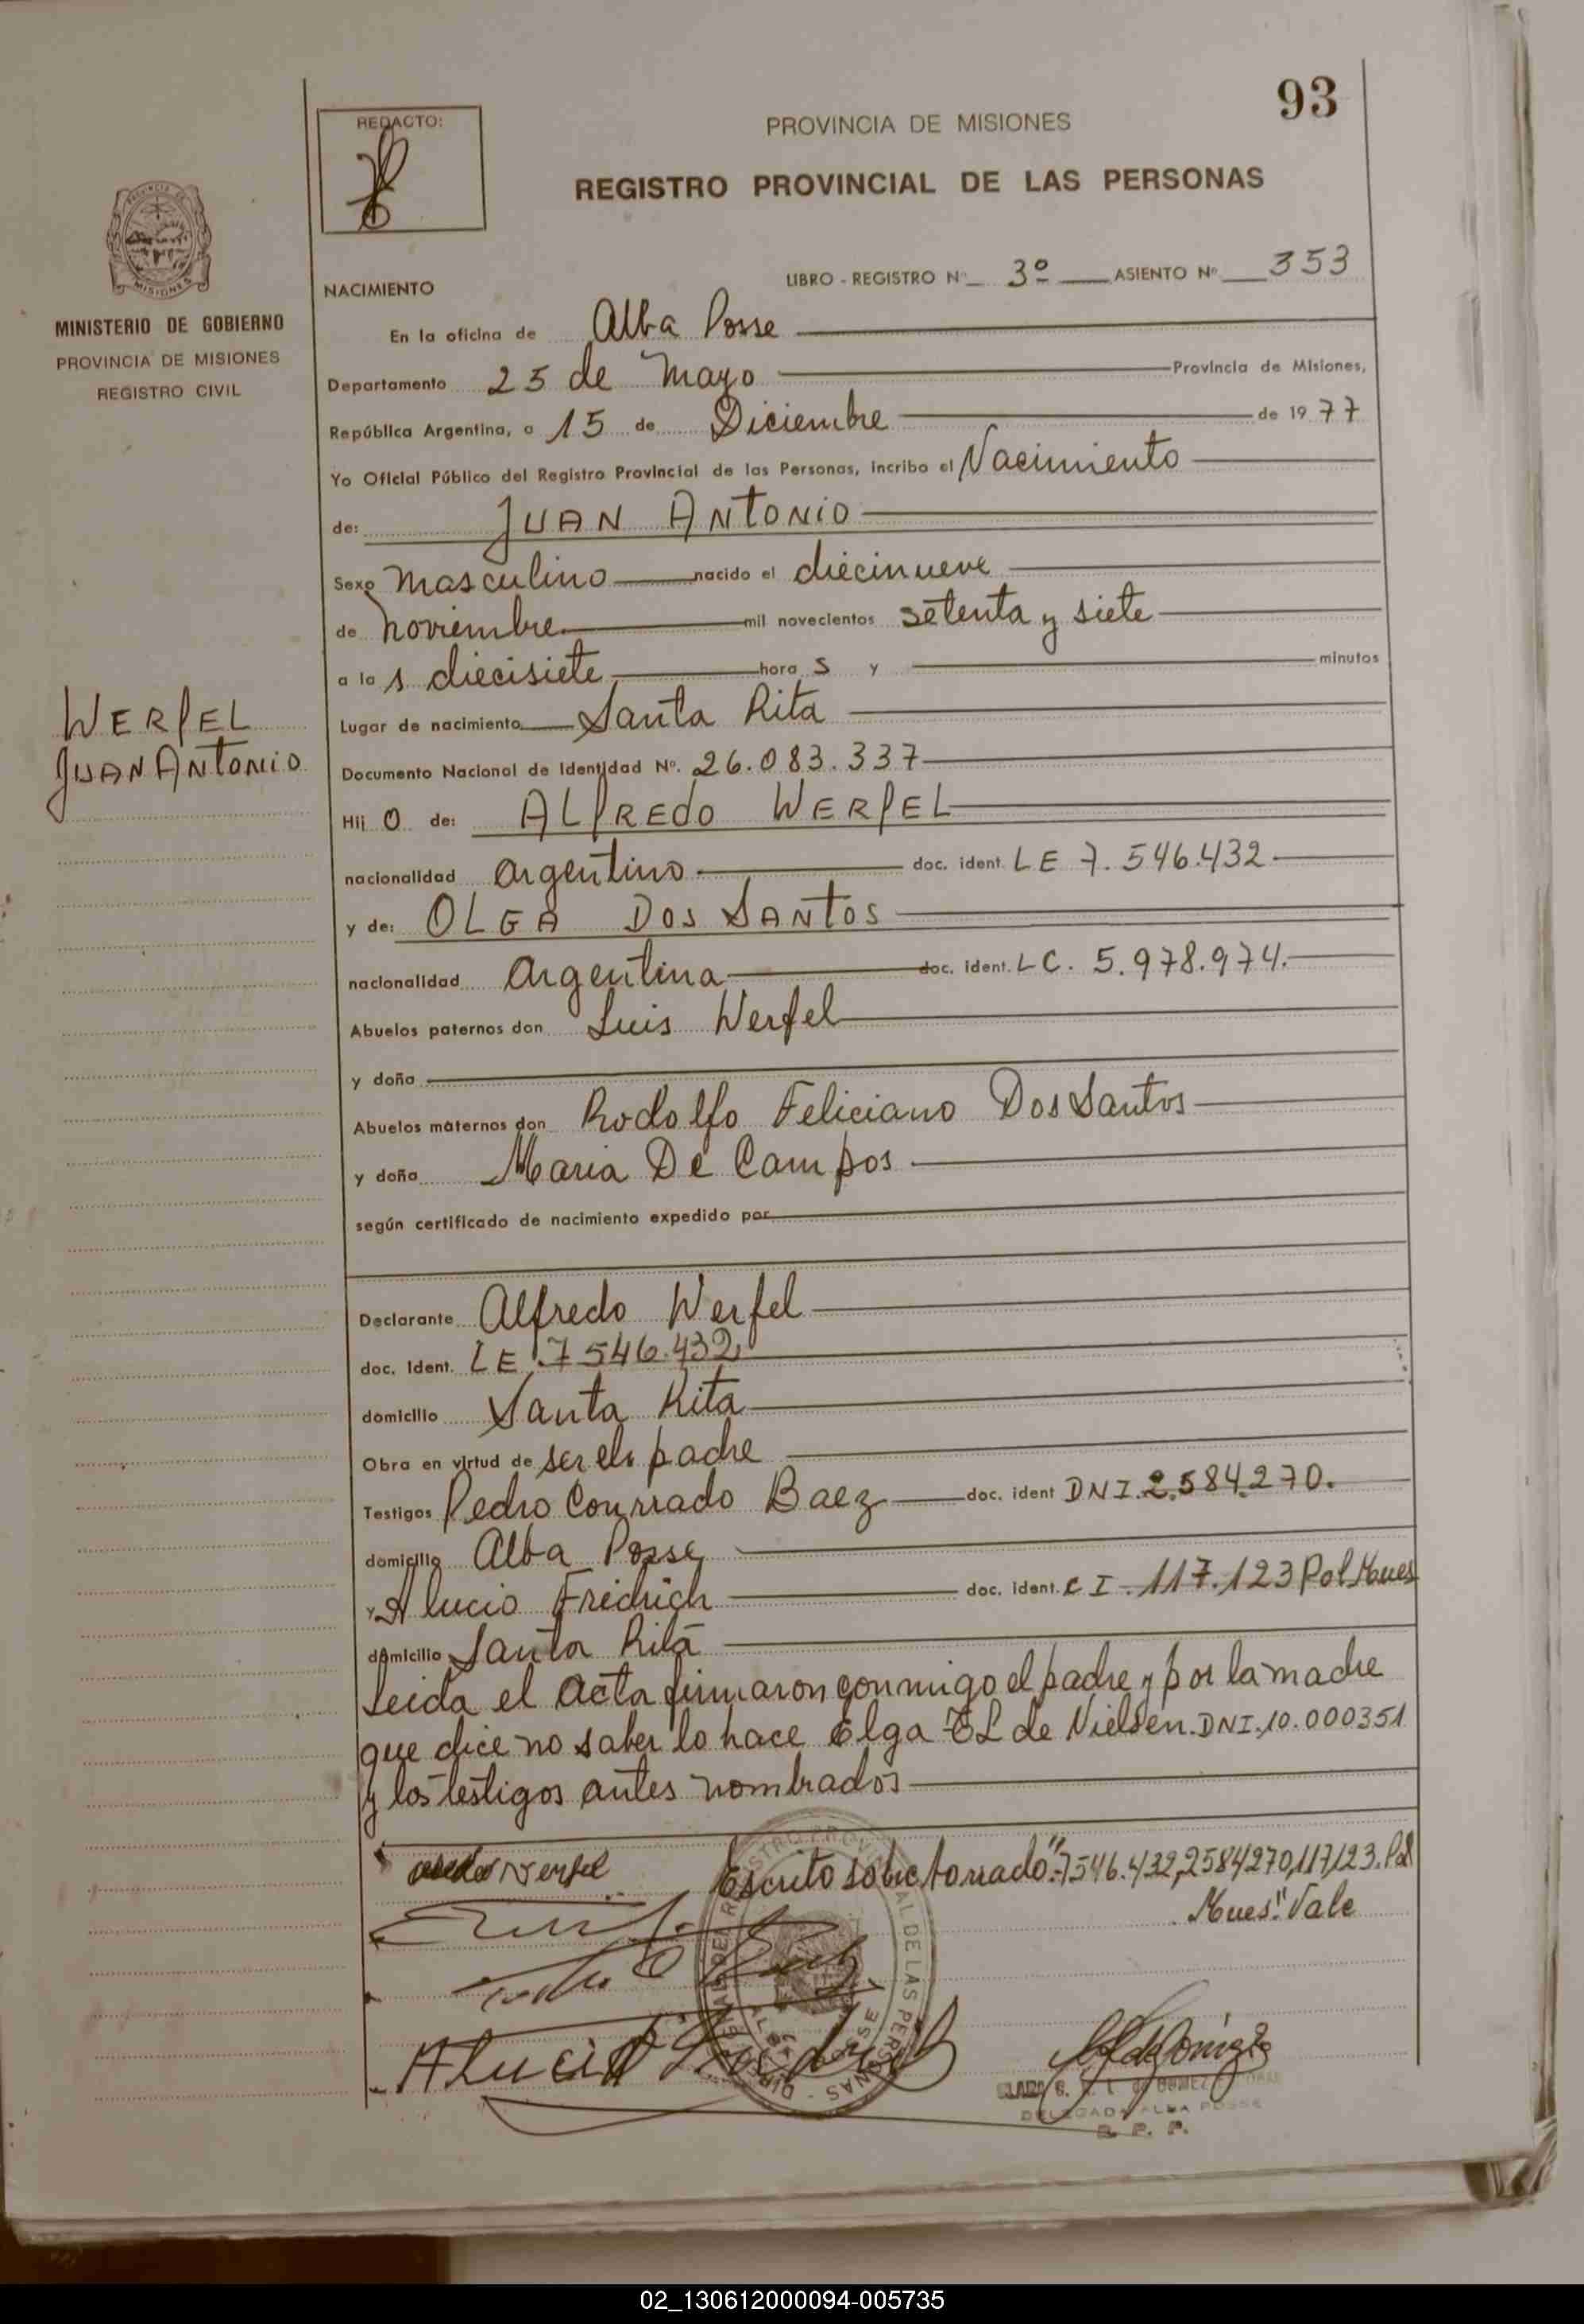 93
REDACTO:
PROVINCIA DE MISIONES
REGISTRO PROVINCIAL DE LAS PERSONAS
MISIONES
MINISTERIO DE GOBIERNO
PROVINCIA DE MISIONES
REGISTRO CIVIL
NACIMIENTO
LIBRO - REGISTRO Nº 3º ASIENTO Nº 353
En la oficina de Alba Posse
Departamento 25 de Mayo Provincia de Misiones,
República Argentina, a 15 de Diciembre de 1977
Yo Oficial Público del Registro Provincial de las Personas, incribo el Nacimiento
de: JUAN ANTONIO
Sexo masculino nacido el diecinueve
de noviembre mil novecientos setenta y siete
a las diecisiete horas y minutos
WERFEL
JUAN ANTONIO
Lugar de nacimiento Santa Rita
Documento Nacional de Identidad Nº. 26.083.337
Hijo de: ALFREDO WERFEL
nacionalidad argentino doc. ident. LE 7.546.432
y de: OLGA DOS SANTOS
nacionalidad argentina doc. ident. LC. 5.978.974.
Abuelos paternos don Luis Werfel
y doña
Abuelos maternos don Rodolfo Feliciano Dos Santos
y doña Maria De Campos
según certificado de nacimiento expedido por
Declarante Alfredo Werfel
doc. Ident. LE 7546.432
domicilio Santa Rita
Obra en virtud de ser el padre
Testigos Pedro Conrado Baez doc. ident DNI.2.584.270.
domicilio Alba Posse
y Alucio Fridrich doc. ident. CI. 117.123 Pol Mnes
domicilio Santa Rita
Leida el Acta firmaron conmigo el padre y por la madre
que dice no saber lo hace Elga de Nielsen. DNI.10.000351
y los testigos antes nombrados
Werfel Escrito sobre borrado: "7546.432,2584270,117123.Pol
Mnes". Vale
Alucio Fridrich
DELEGADA ALBA POSSE
R. P. P.
02_130612000094-005735